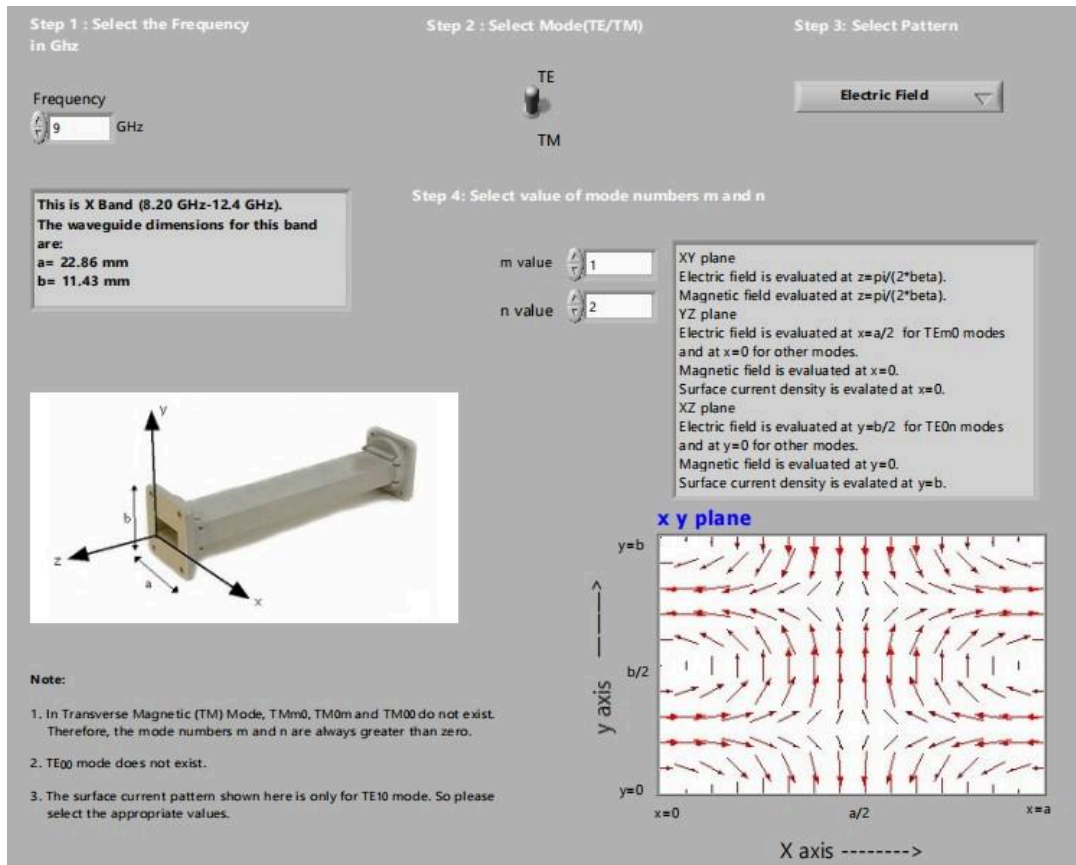 Step 1 : Select the Frequency
in Ghz
Step 2 : Select Mode(TE/TM)
Step 3: Select Pattern
Frequency
9
GHz
TE
TM
Electric Field
This is X Band (8.20 GHz-12.4 GHz).
The waveguide dimensions for this band
are:
a= 22.86 mm
b= 11.43 mm
Step 4: Select value of mode numbers m and n
m value
1
n value
2
XY plane
Electric field is evaluated at z=pi/(2*beta).
Magnetic field evaluated at z=pi/(2*beta).
YZ plane
Electric field is evaluated at x=a/2 for TEm0 modes
and at x=0 for other modes.
Magnetic field is evaluated at x=0.
Surface current density is evalated at x=0.
XZ plane
Electric field is evaluated at y=b/2 for TE0n modes
and at y=0 for other modes.
Magnetic field is evaluated at y=0.
Surface current density is evalated at y=b.
y
b
z
a
x
x y plane
y=b
b/2
y axis ------>
y=0
x=0
a/2
x=a
X axis -------->
Note:
1. In Transverse Magnetic (TM) Mode, TMm0, TM0m and TM00 do not exist.
Therefore, the mode numbers m and n are always greater than zero.
2. TE00 mode does not exist.
3. The surface current pattern shown here is only for TE10 mode. So please
select the appropriate values.